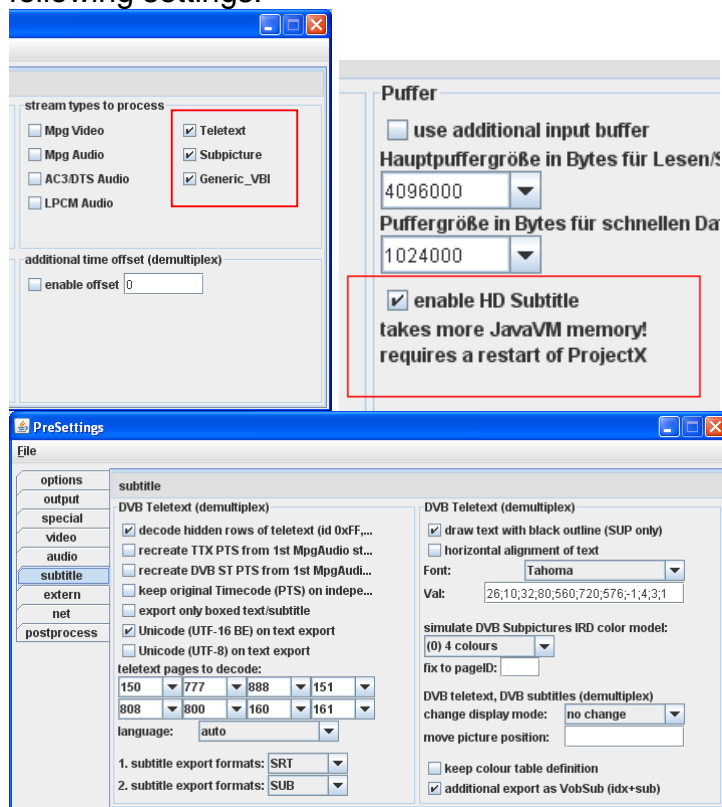 following settings:
stream types to process
Mpg Video
Teletext
Mpg Audio
Subpicture
AC3/DTS Audio
Generic_VBI
LPCM Audio
additional time offset (demultiplex)
enable offset 0
Puffer
use additional input buffer
Hauptpuffergröße in Bytes für Lesen/S
4096000
Puffergröße in Bytes für schnellen Dat
1024000
enable HD Subtitle
takes more JavaVM memory!
requires a restart of ProjectX
PreSettings
File
options
output
special
video
audio
subtitle
extern
net
postprocess
subtitle
DVB Teletext (demultiplex)
decode hidden rows of teletext (id 0xFF,...
recreate TTX PTS from 1st MpgAudio st...
recreate DVB ST PTS from 1st MpgAudi...
keep original Timecode (PTS) on indepe...
export only boxed text/subtitle
Unicode (UTF-16 BE) on text export
Unicode (UTF-8) on text export
teletext pages to decode:
150 777 888 151
808 800 160 161
language: auto
1. subtitle export formats: SRT
2. subtitle export formats: SUB
DVB Teletext (demultiplex)
draw text with black outline (SUP only)
horizontal alignment of text
Font: Tahoma
Val: 26;10;32;80;560;720;576;-1;4;3;1
simulate DVB Subpictures IRD color model:
(0) 4 colours
fix to pageID:
DVB teletext, DVB subtitles (demultiplex)
change display mode: no change
move picture position:
keep colour table definition
additional export as VobSub (idx+sub)